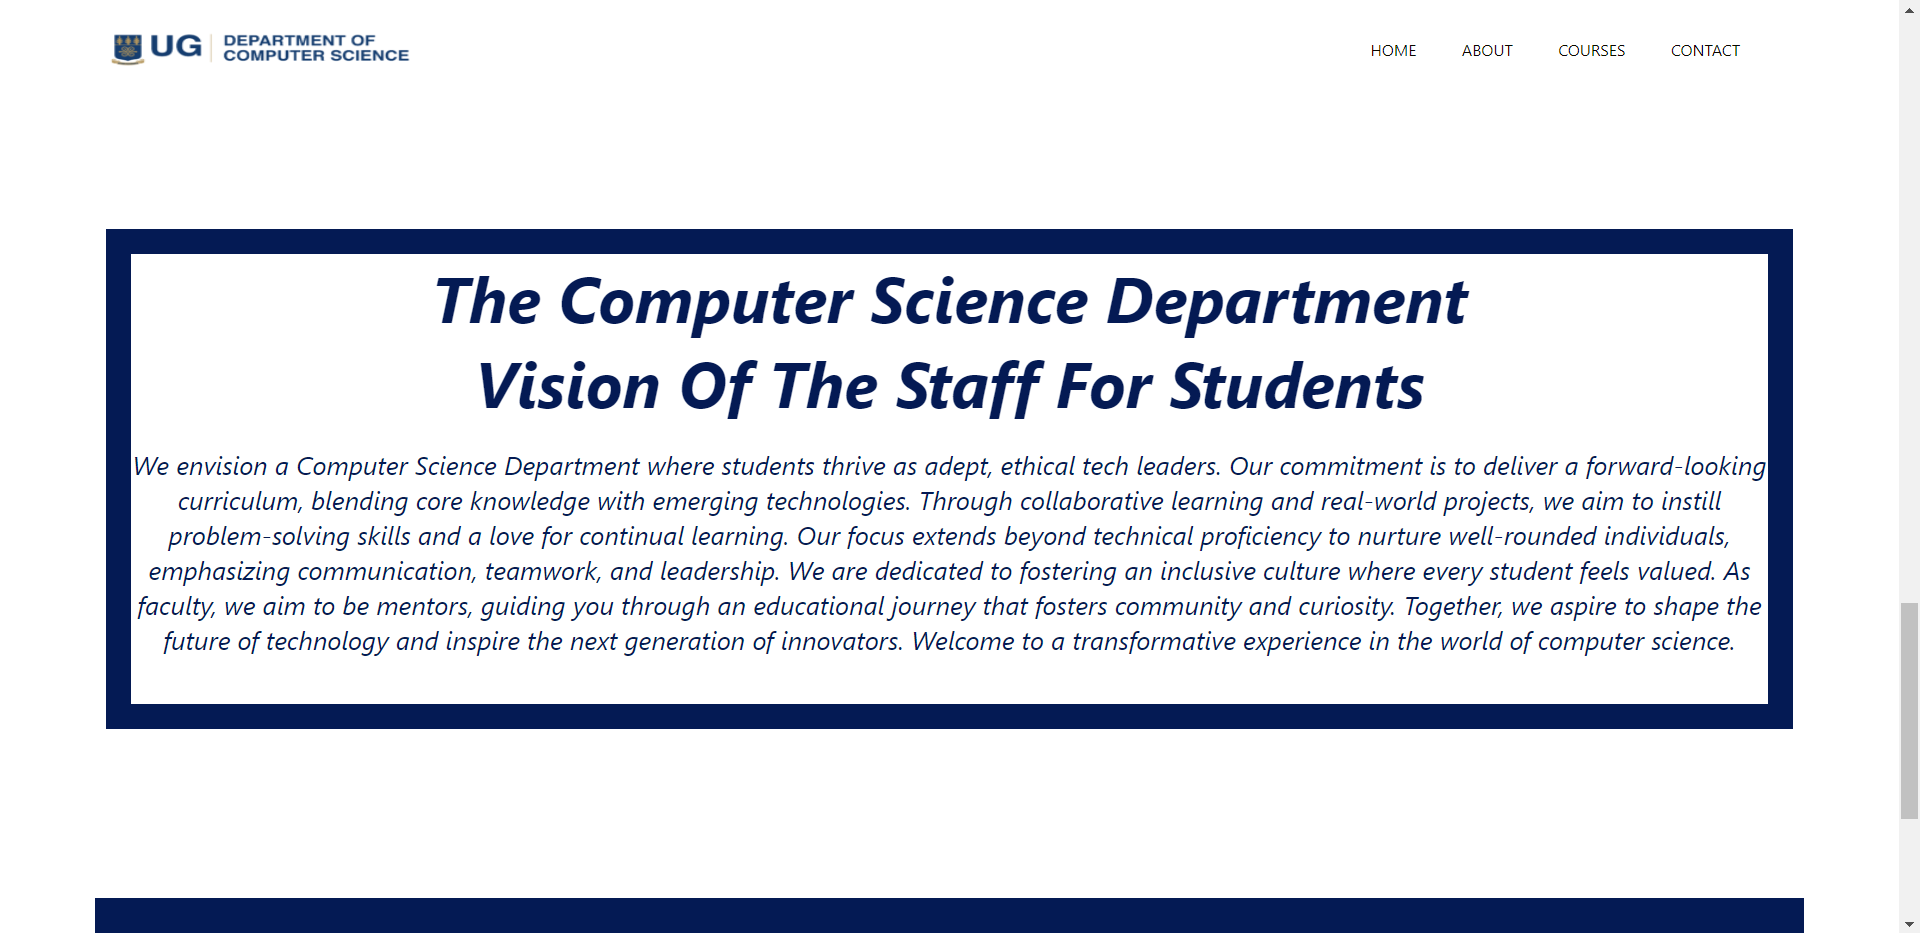 UG
DEPARTMENT OF
COMPUTER SCIENCE
HOME
ABOUT
COURSES
CONTACT
The Computer Science Department
Vision Of The Staff For Students
We envision a Computer Science Department where students thrive as adept, ethical tech leaders. Our commitment is to deliver a forward-looking
curriculum, blending core knowledge with emerging technologies. Through collaborative learning and real-world projects, we aim to instill
problem-solving skills and a love for continual learning. Our focus extends beyond technical proficiency to nurture well-rounded individuals,
emphasizing communication, teamwork, and leadership. We are dedicated to fostering an inclusive culture where every student feels valued. As
faculty, we aim to be mentors, guiding you through an educational journey that fosters community and curiosity. Together, we aspire to shape the
future of technology and inspire the next generation of innovators. Welcome to a transformative experience in the world of computer science.